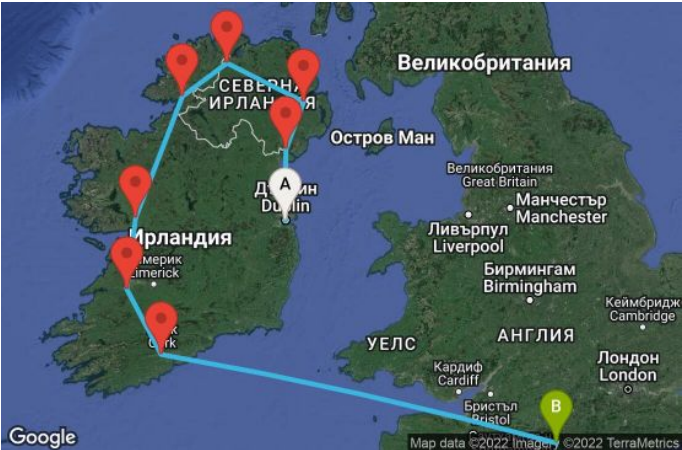 Великобритания
СЕВЕРНА
ИРЛАНДИЯ
Остров Ман
Великобритания
Great Britain
A
Дъблин
Dublin
Манчестър
Manchester
Ливърпул
Liverpool
Ирландия
Limerick
Бирмингам
Birmingham
Кеймбридж
Cambridge
Cork
УЕЛС
АНГЛИЯ
Лондон
London
Кардиф
Cardiff
Бристъл
Bristol
B
Google
Map data ©2022 Imagery ©2022 TerraMetrics